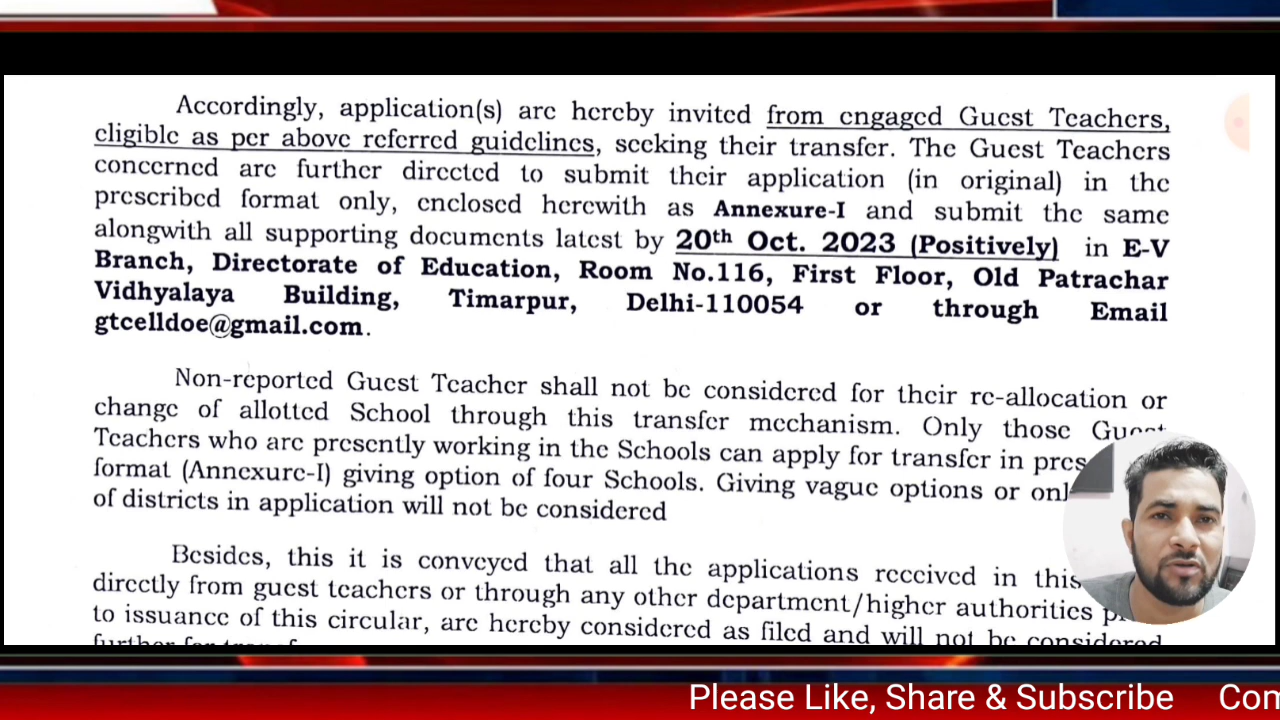 Accordingly, application(s) are hereby invited from engaged Guest Teachers,
eligible as per above referred guidelines, seeking their transfer. The Guest Teachers
concerned are further directed to submit their application (in original) in the
prescribed format only, enclosed herewith as Annexure-I and submit the same
alongwith all supporting documents latest by 20th Oct. 2023 (Positively) in E-V
Branch, Directorate of Education, Room No.116, First Floor, Old Patrachar
Vidhyalaya Building, Timarpur, Delhi-110054 or through Email
gtcelldoe@gmail.com.
Non-reported Guest Teacher shall not be considered for their re-allocation or
change of allotted School through this transfer mechanism. Only those Guest
Teachers who are presently working in the Schools can apply for transfer in pres
format (Annexure-I) giving option of four Schools. Giving vague options or onl
of districts in application will not be considered
Besides, this it is conveyed that all the applications received in this
directly from guest teachers or through any other department/higher authorities
to issuance of this circular, are hereby considered as filed and will not be considered
further for
Please Like, Share & Subscribe Com